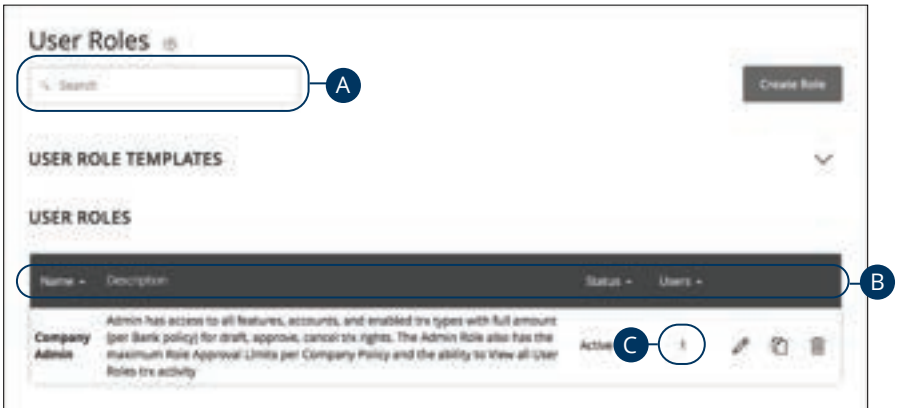 User Roles
Search
A
Create Role
USER ROLE TEMPLATES
USER ROLES
Name Description Status Users
B
Admin has access to all features, accounts, and enabled trx types with full amount
Company (per Bank policy) for draft, approve, cancel trx rights. The Admin Role also has the
Admin maximum Role Approval Limits per Company Policy and the ability to View all User
Roles trx activity
Active C 1